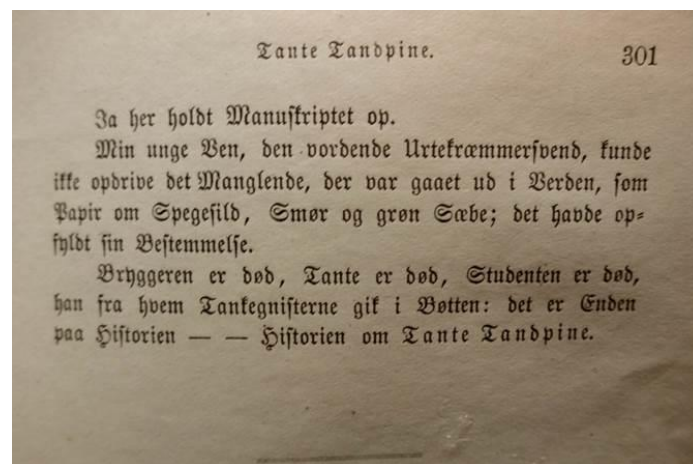 Tante Tandpine. 301
Ja her holdt Manuſkriptet op.
Min unge Ven, den vordende Urtekræmmerſvend, kunde
ikke opdrive det Manglende, der var gaaet ud i Verden, ſom
Papir om Spegeſild, Smør og grøn Sæbe; det havde op⸗
fyldt ſin Beſtemmelſe.
Bryggeren er død, Tante er død, Studenten er død,
han fra hvem Tankegniſterne gik i Bøtten: det er Enden
paa Hiſtorien — — Hiſtorien om Tante Tandpine.